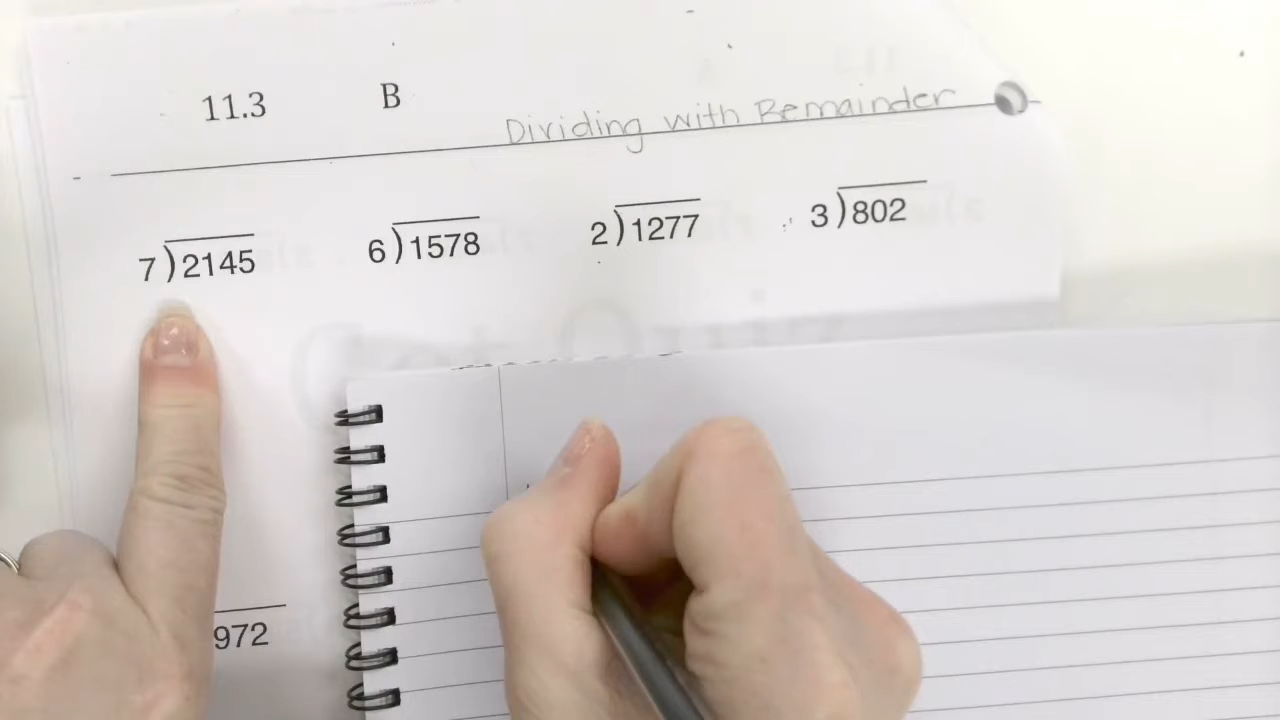 11.3 B
Dividing with Remainder
7)2145 6)1578 2)1277 3)802
972